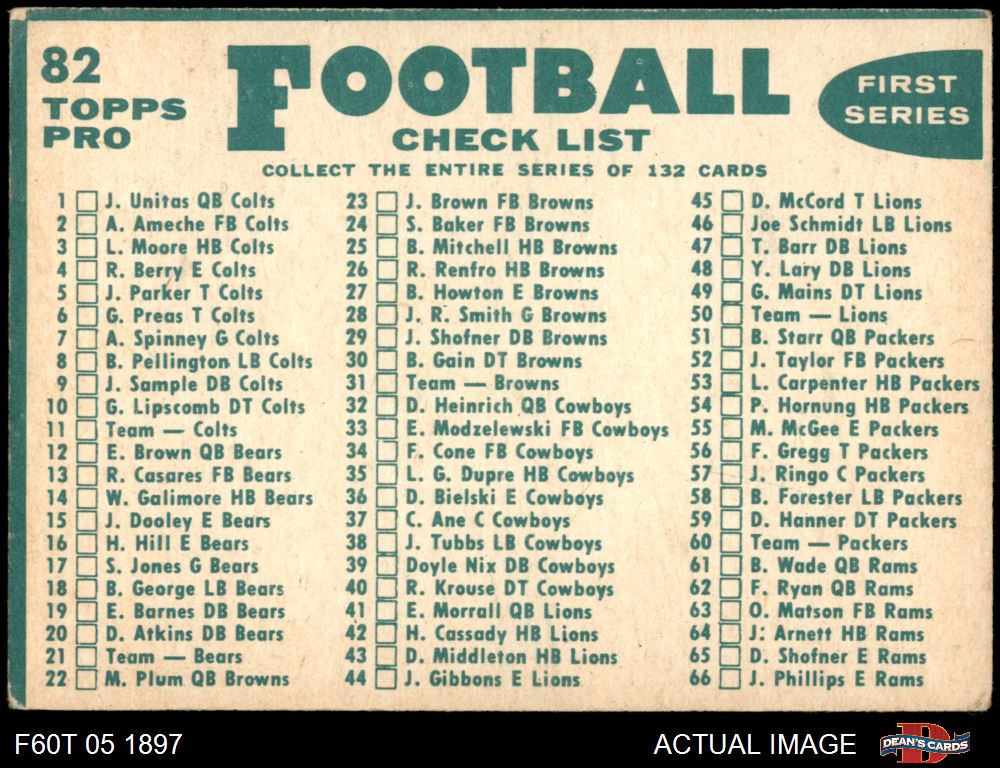 82
TOPPS
PRO
FOOTBALL
CHECK LIST
FIRST
SERIES
COLLECT THE ENTIRE SERIES OF 132 CARDS
1 J. Unitas QB Colts
2 A. Ameche FB Colts
3 L. Moore HB Colts
4 R. Berry E Colts
5 J. Parker T Colts
6 G. Preas T Colts
7 A. Spinney G Colts
8 B. Pellington LB Colts
9 J. Sample DB Colts
10 G. Lipscomb DT Colts
11 Team — Colts
12 E. Brown QB Bears
13 R. Casares FB Bears
14 W. Galimore HB Bears
15 J. Dooley E Bears
16 H. Hill E Bears
17 S. Jones G Bears
18 B. George LB Bears
19 E. Barnes DB Bears
20 D. Atkins DB Bears
21 Team — Bears
22 M. Plum QB Browns
23 J. Brown FB Browns
24 S. Baker FB Browns
25 B. Mitchell HB Browns
26 R. Renfro HB Browns
27 B. Howton E Browns
28 J. R. Smith G Browns
29 J. Shofner DB Browns
30 B. Gain DT Browns
31 Team — Browns
32 D. Heinrich QB Cowboys
33 E. Modzelewski FB Cowboys
34 F. Cone FB Cowboys
35 L. G. Dupre HB Cowboys
36 D. Bielski E Cowboys
37 C. Ane C Cowboys
38 J. Tubbs LB Cowboys
39 Doyle Nix DB Cowboys
40 R. Krouse DT Cowboys
41 E. Morrall QB Lions
42 H. Cassady HB Lions
43 D. Middleton HB Lions
44 J. Gibbons E Lions
45 D. McCord T Lions
46 Joe Schmidt LB Lions
47 T. Barr DB Lions
48 Y. Lary DB Lions
49 G. Mains DT Lions
50 Team — Lions
51 B. Starr QB Packers
52 J. Taylor FB Packers
53 L. Carpenter HB Packers
54 P. Hornung HB Packers
55 M. McGee E Packers
56 F. Gregg T Packers
57 J. Ringo C Packers
58 B. Forester LB Packers
59 D. Hanner DT Packers
60 Team — Packers
61 B. Wade QB Rams
62 F. Ryan QB Rams
63 O. Matson FB Rams
64 J. Arnett HB Rams
65 D. Shofner E Rams
66 J. Phillips E Rams
F60T 05 1897
ACTUAL IMAGE
DEAN'S CARDS